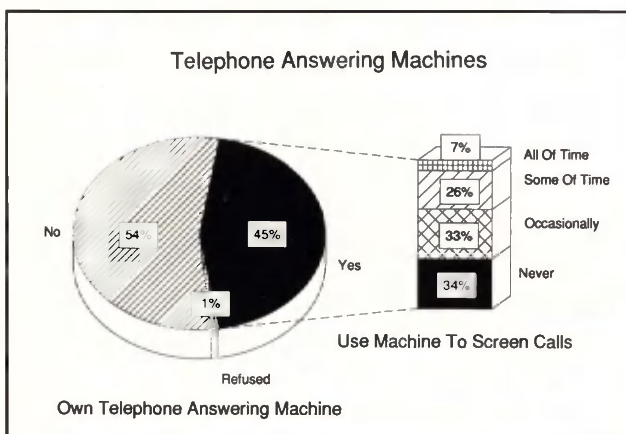 Telephone Answering Machines
7%
All Of Time
Some Of Time
26%
No
54%
45%
33%
Occasionally
Yes
Never
1%
34%
Use Machine To Screen Calls
Refused
Own Telephone Answering Machine